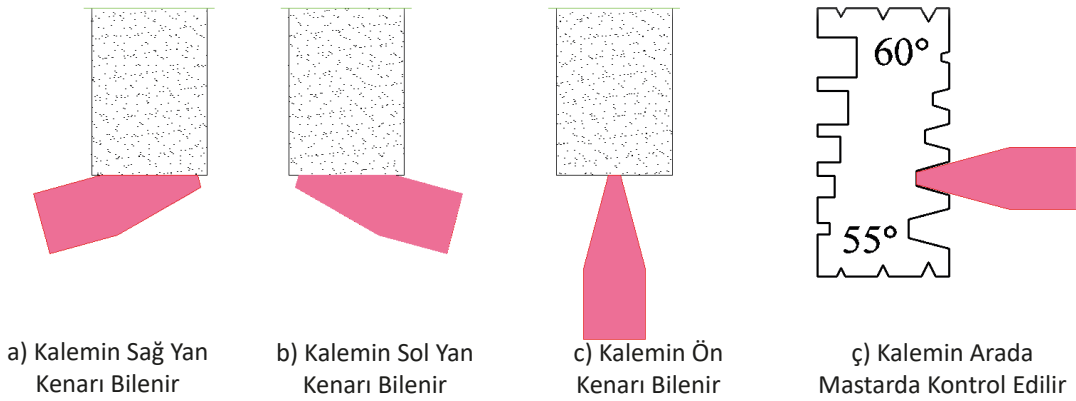 60°
55°
a) Kalemin Sağ Yan
Kenarı Bilenir
b) Kalemin Sol Yan
Kenarı Bilenir
c) Kalemin Ön
Kenarı Bilenir
ç) Kalemin Arada
Mastarda Kontrol Edilir